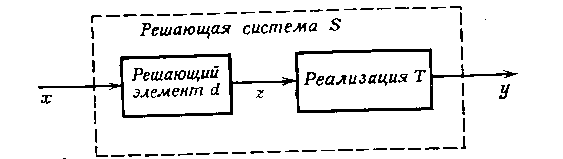 Решающая система S
Решающий
элемент d
Реализация T
x
z
y